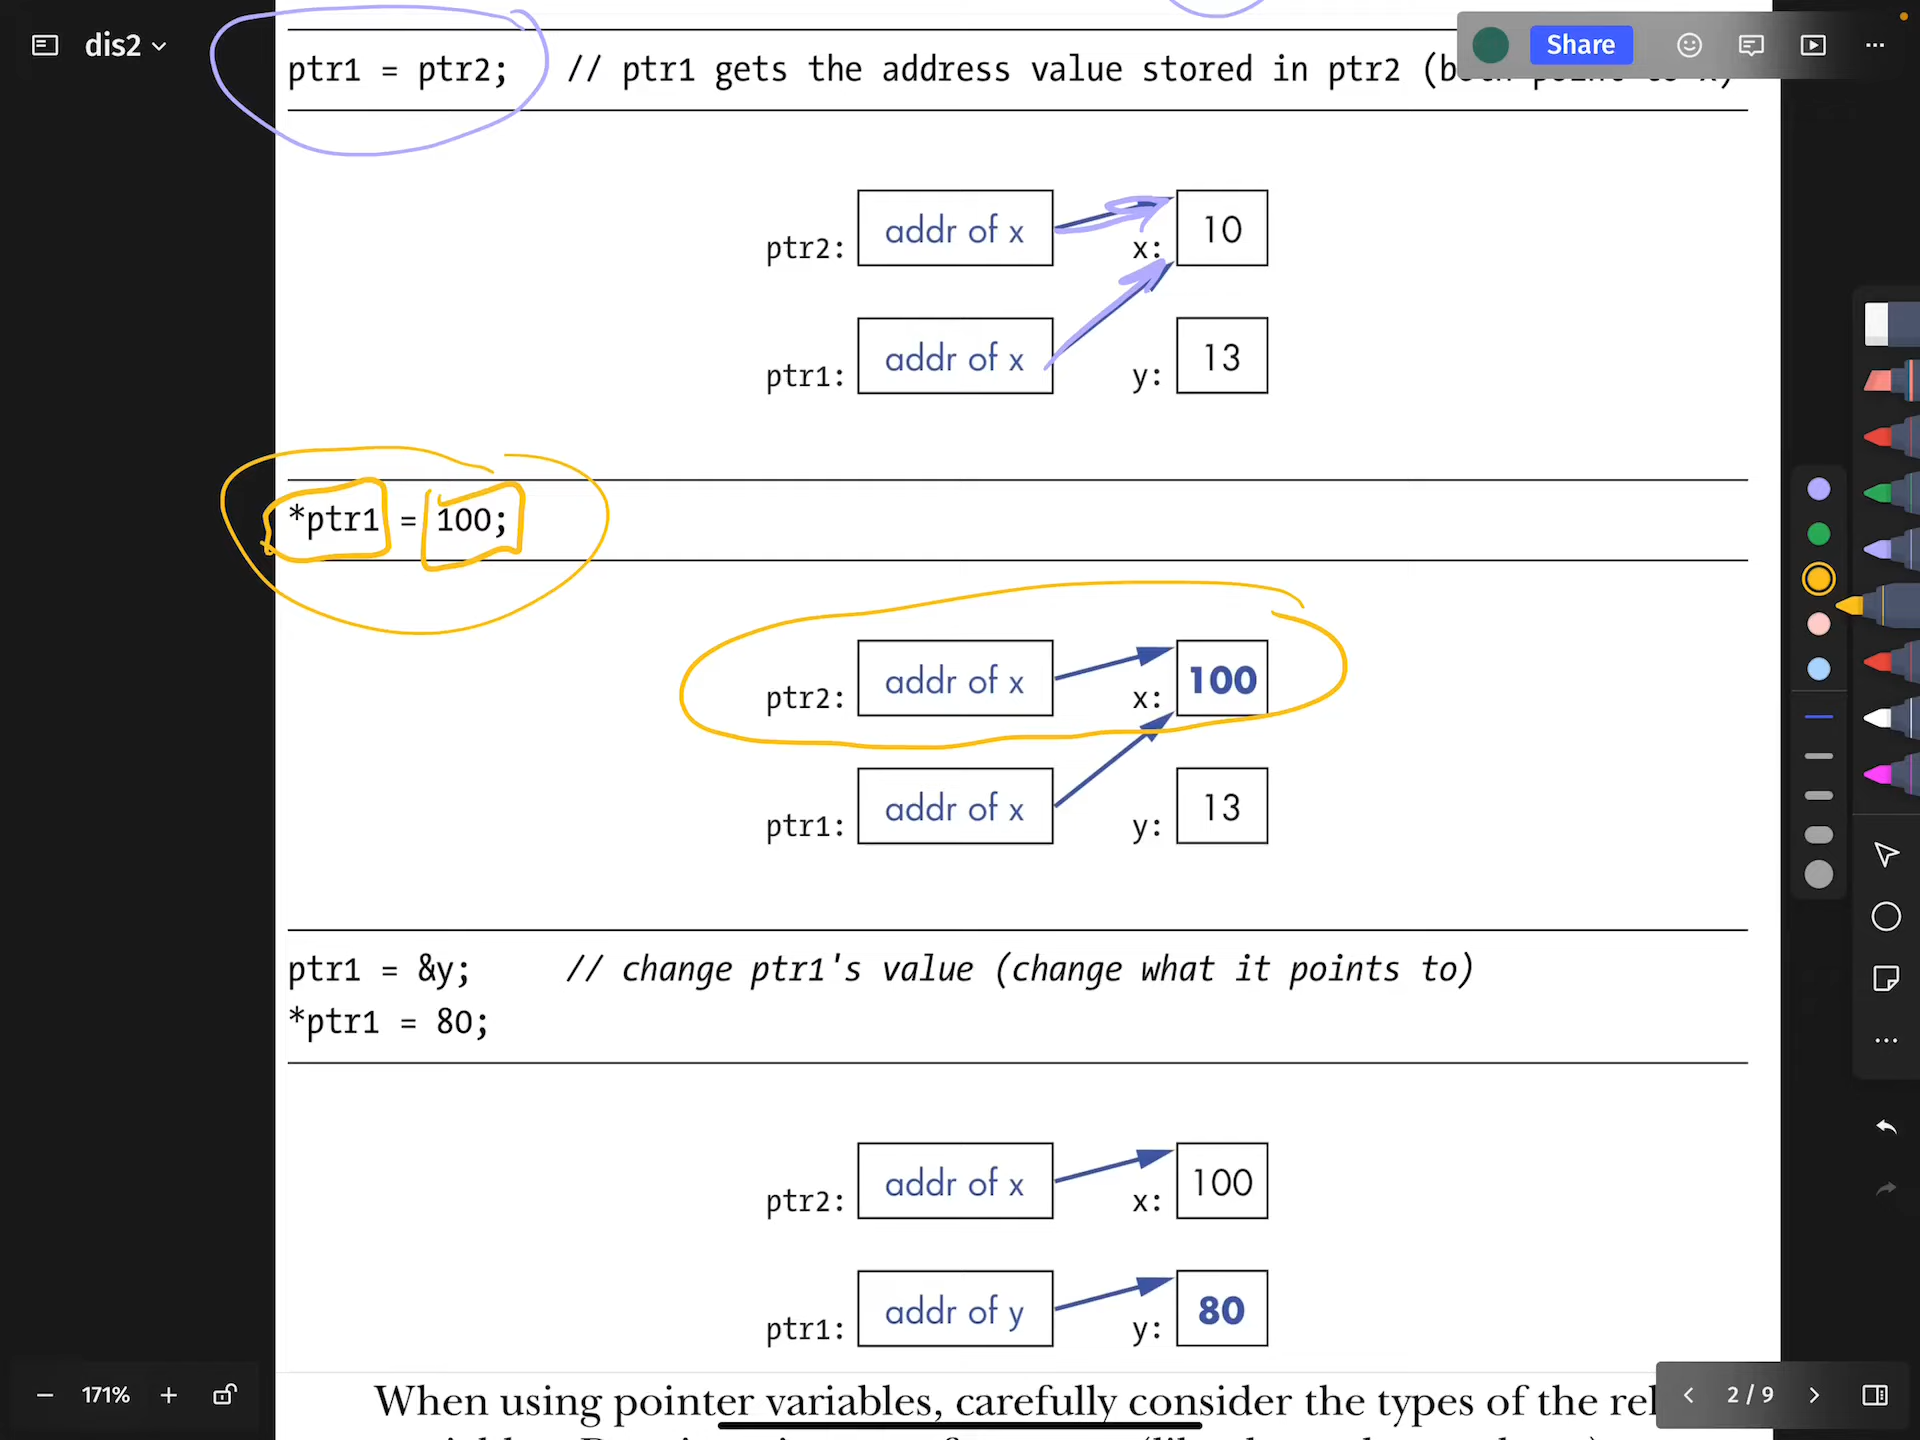 dis2
Share
ptr1 = ptr2; // ptr1 gets the address value stored in ptr2 (both point to x)
ptr2: addr of x x: 10
ptr1: addr of x y: 13
*ptr1 = 100;
ptr2: addr of x x: 100
ptr1: addr of x y: 13
ptr1 = &y; // change ptr1's value (change what it points to)
*ptr1 = 80;
ptr2: addr of x x: 100
ptr1: addr of y y: 80
171%
When using pointer variables, carefully consider the types of the rel
2 / 9